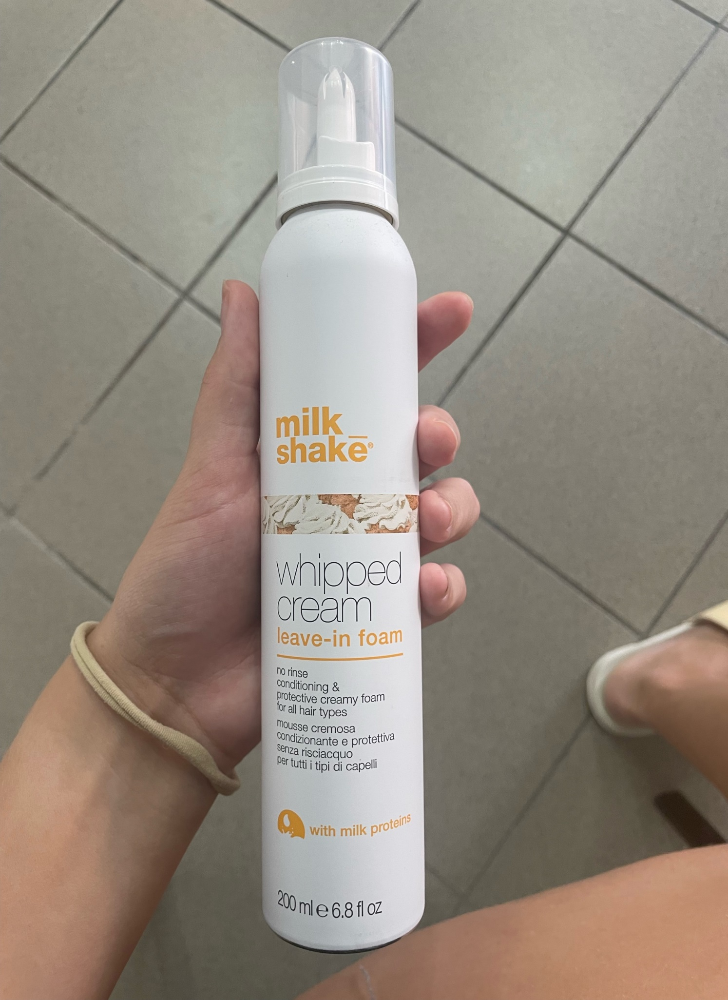 milk_
shake®
whipped
cream
leave-in foam
no rinse
conditioning &
protective creamy foam
for all hair types
mousse cremosa
condizionante e protettiva
senza risciacquo
per tutti i tipi di capelli
with milk proteins
200 ml e 6.8 fl oz